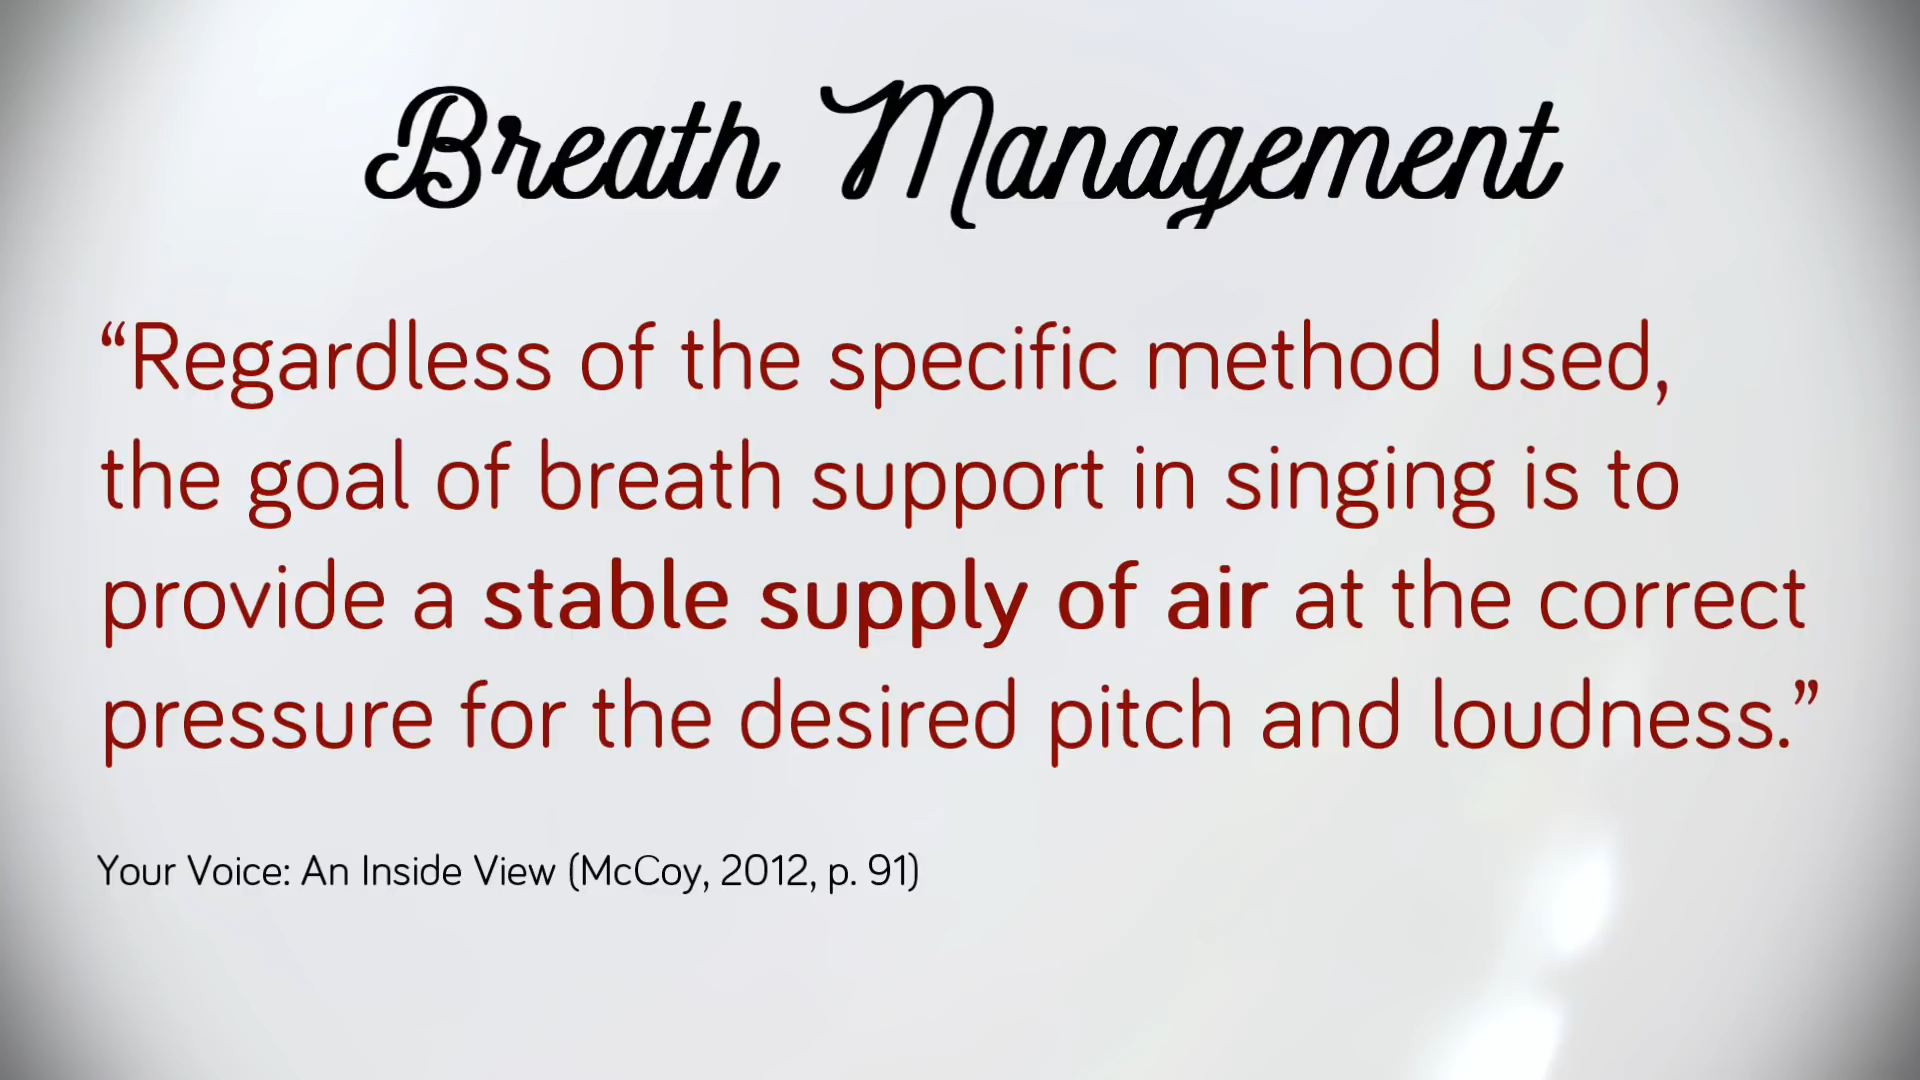 Breath Management
“Regardless of the specific method used,
the goal of breath support in singing is to
provide a stable supply of air at the correct
pressure for the desired pitch and loudness.”
Your Voice: An Inside View (McCoy, 2012, p. 91)